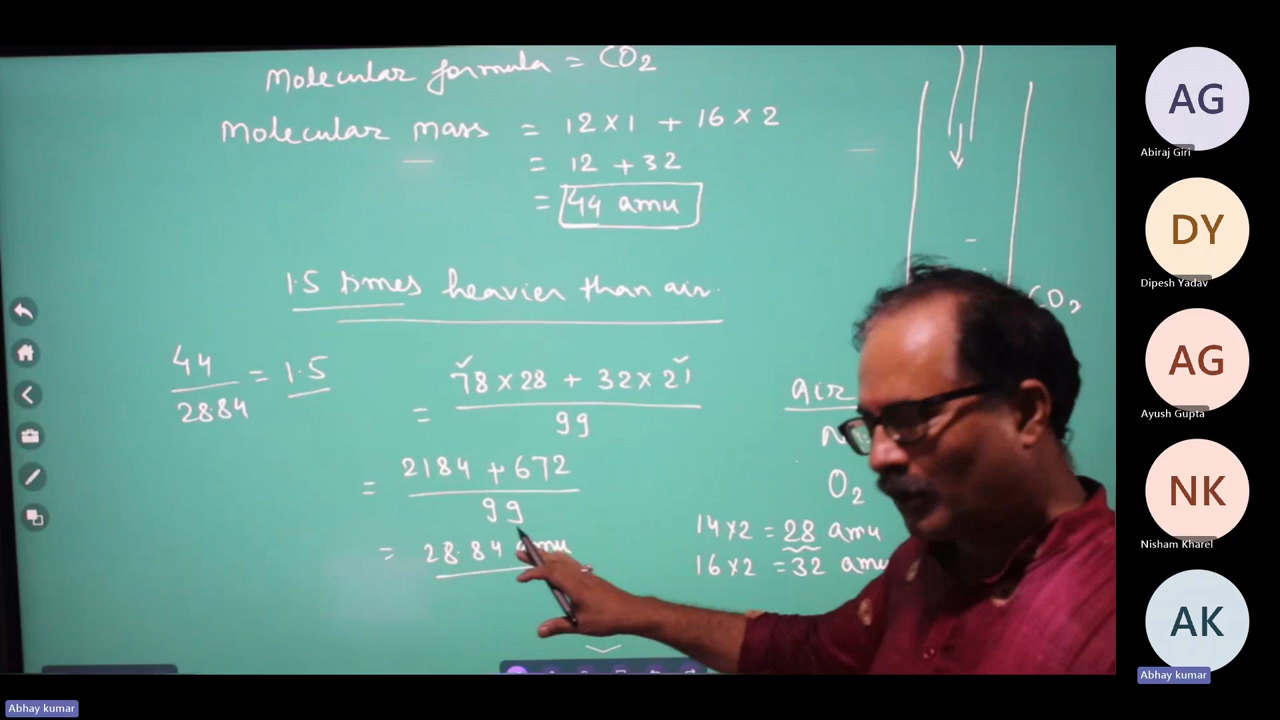 Molecular formula = CO2
Molecular mass = 12 × 1 + 16 × 2
= 12 + 32
= 44 amu
1.5 times heavier than air.
CO2
44 / 28.84 = 1.5
= 78 × 28 + 32 × 21 / 99
= 2184 + 672 / 99
= 28.84 amu
air
O2
14 × 2 = 28 amu
16 × 2 = 32 amu
AG
Abiraj Giri
DY
Dipesh Yadav
AG
Ayush Gupta
NK
Nisham Kharel
AK
Abhay kumar
Abhay kumar